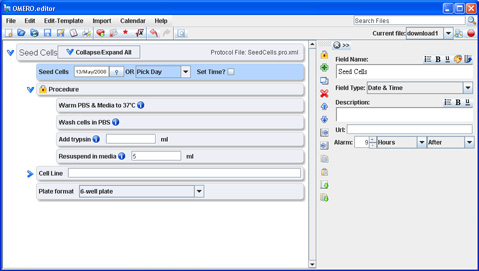 OMERO.editor
File Edit Edit-Template Import Calendar Help Search Files
Current file: download1
Seed Cells Collapse/Expand All Protocol File: SeedCells.pro.xml
Seed Cells 13/May/2008 ? OR Pick Day Set Time?
Procedure
Warm PBS & Media to 37°C
Wash cells in PBS
Add trypsin ml
Resuspend in media 5 ml
Cell Line
Plate format 6-well plate
>>
Field Name: B U
Seed Cells
Field Type: Date & Time
Description: B U
Url:
Alarm: 9 Hours After